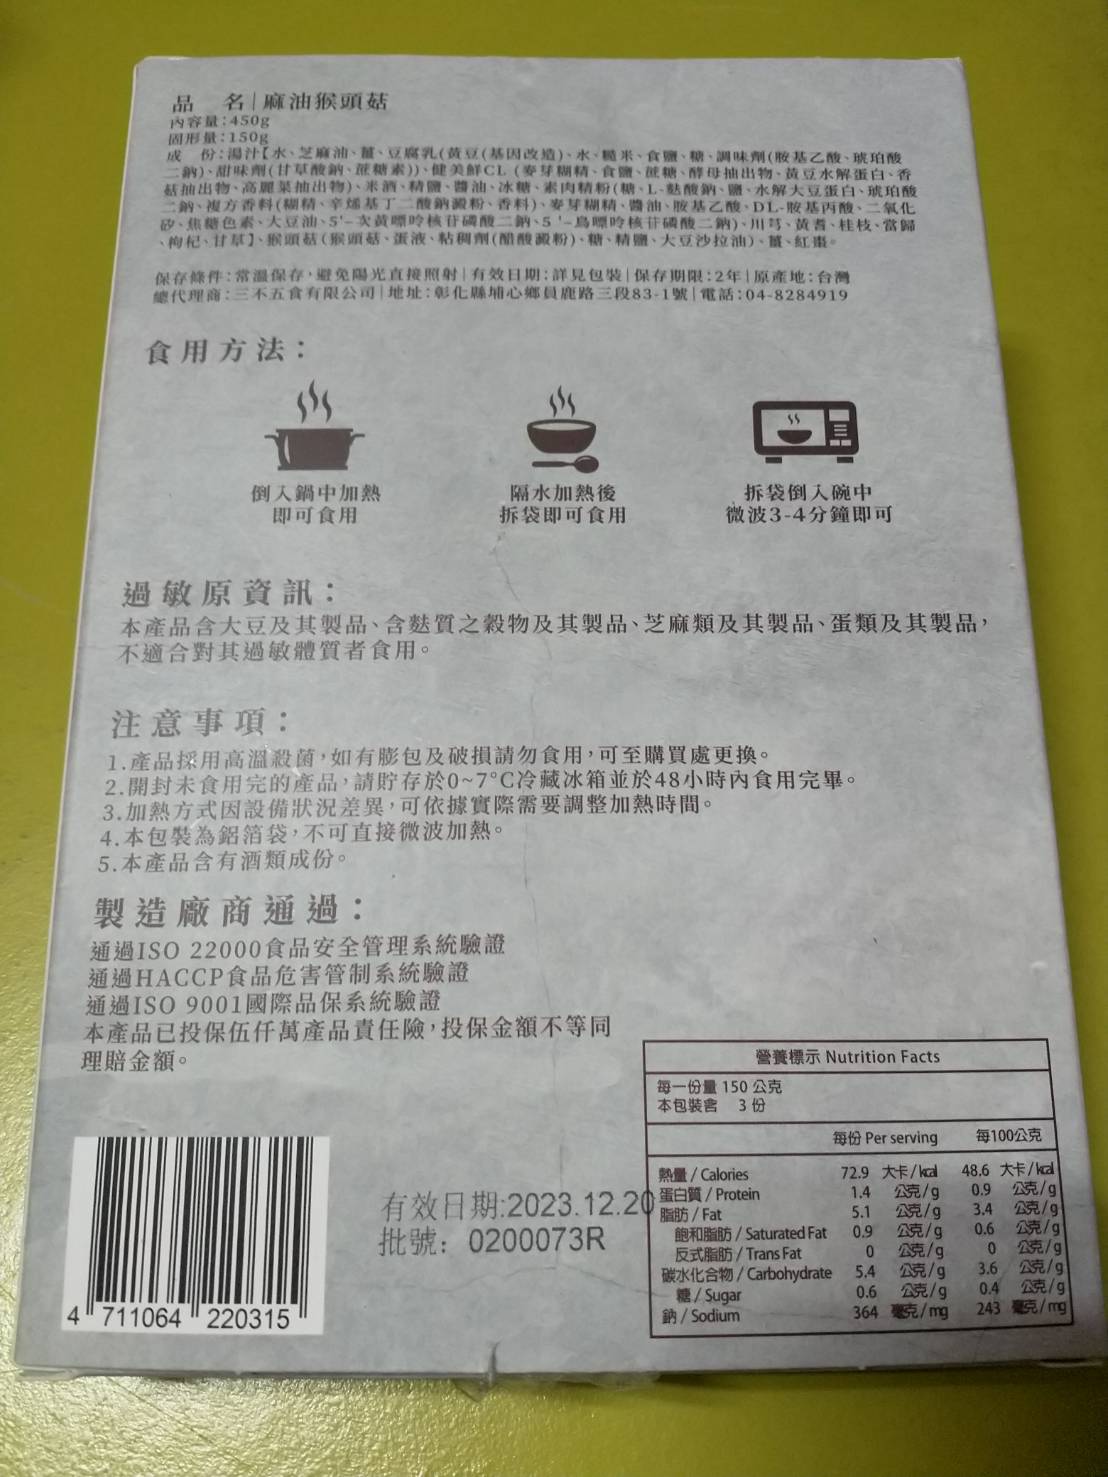 品　名|麻油猴頭菇
內容量:450g
固形量:150g
成　份:湯汁【水、芝麻油、薑、豆腐乳(黃豆(基因改造)、水、糙米、食鹽、糖、調味劑(胺基乙酸、琥珀酸
二鈉)、甜味劑(甘草酸鈉、蔗糖素))、健美鮮CL (麥芽糊精、食鹽、蔗糖、酵母抽出物、黃豆水解蛋白、香
菇抽出物、高麗菜抽出物)、米酒、精鹽、醬油、冰糖、素肉精粉(糖、L-麩酸鈉、鹽、水解大豆蛋白、琥珀酸
二鈉、複方香料(糊精、辛烯基丁二酸鈉澱粉、香料)、麥芽糊精、醬油、胺基乙酸、DL-胺基丙酸、二氧化
矽、焦糖色素、大豆油、5'-次黃嘌呤核苷磷酸二鈉、5'-鳥嘌呤核苷磷酸二鈉)、川芎、黃耆、桂枝、當歸
、枸杞、甘草】、猴頭菇(猴頭菇、蛋液、粘稠劑(醋酸澱粉)、糖、精鹽、大豆沙拉油)、薑、紅棗。
保存條件:常溫保存,避免陽光直接照射|有效日期:詳見包裝|保存期限:2年|原產地:台灣
總代理商:三不五食有限公司|地址:彰化縣埔心鄉員鹿路三段83-1號|電話:04-8284919
食用方法:
倒入鍋中加熱
即可食用
隔水加熱後
拆袋即可食用
拆袋倒入碗中
微波3-4分鐘即可
過敏原資訊:
本產品含大豆及其製品、含麩質之穀物及其製品、芝麻類及其製品、蛋類及其製品,
不適合對其過敏體質者食用。
注意事項:
1.產品採用高溫殺菌,如有膨包及破損請勿食用,可至購買處更換。
2.開封未食用完的產品,請貯存於0~7°C冷藏冰箱並於48小時內食用完畢。
3.加熱方式因設備狀況差異,可依據實際需要調整加熱時間。
4.本包裝為鋁箔袋,不可直接微波加熱。
5.本產品含有酒類成份。
製造廠商通過:
通過ISO 22000食品安全管理系統驗證
通過HACCP食品危害管制系統驗證
通過ISO 9001國際品保系統驗證
本產品已投保伍仟萬產品責任險,投保金額不等同
理賠金額。
營養標示 Nutrition Facts
每一份量 150 公克
本包裝含　3 份
每份 Per serving　每100公克
熱量 / Calories　72.9 大卡/kcal　48.6 大卡/kcal
蛋白質 / Protein　1.4 公克/g　0.9 公克/g
脂肪 / Fat　5.1 公克/g　3.4 公克/g
飽和脂肪 / Saturated Fat　0.9 公克/g　0.6 公克/g
反式脂肪 / Trans Fat　0 公克/g　0 公克/g
碳水化合物 / Carbohydrate　5.4 公克/g　3.6 公克/g
糖 / Sugar　0.6 公克/g　0.4 公克/g
鈉 / Sodium　364 毫克/mg　243 毫克/mg
有效日期:2023.12.20
批號: 0200073R
4 711064 220315